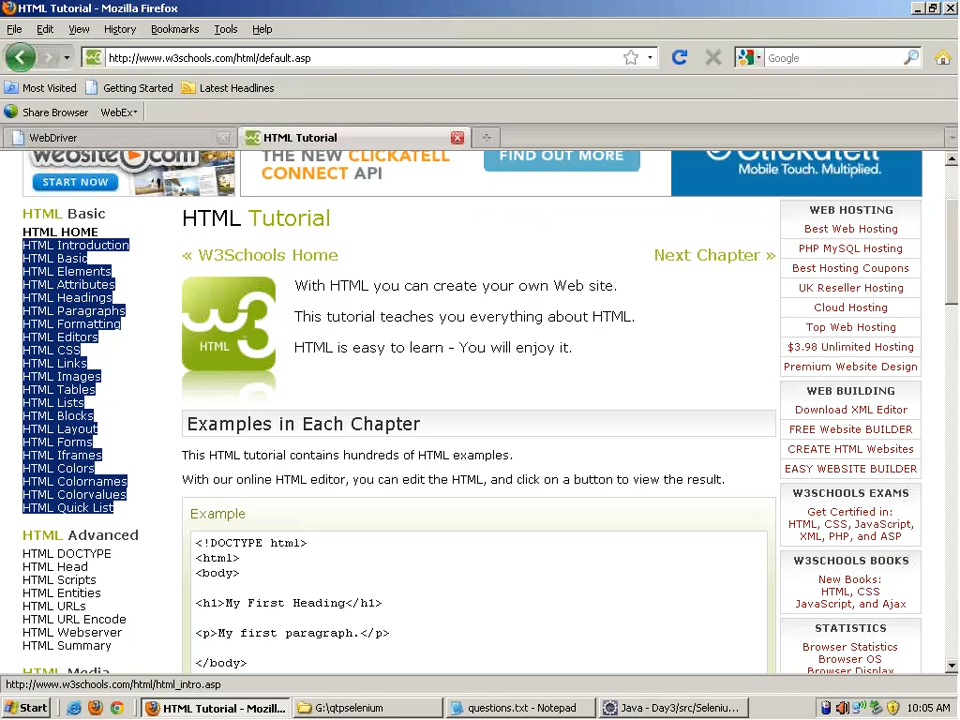 HTML Tutorial - Mozilla Firefox
File Edit View History Bookmarks Tools Help
http://www.w3schools.com/html/default.asp
Google
Most Visited Getting Started Latest Headlines
Share Browser WebEx
WebDriver
HTML Tutorial
website.com
START NOW
THE NEW CLICKATELL
CONNECT API
FIND OUT MORE
Clickatell
Mobile Touch. Multiplied.
HTML Basic
HTML HOME
HTML Introduction
HTML Basic
HTML Elements
HTML Attributes
HTML Headings
HTML Paragraphs
HTML Formatting
HTML Editors
HTML CSS
HTML Links
HTML Images
HTML Tables
HTML Lists
HTML Blocks
HTML Layout
HTML Forms
HTML Iframes
HTML Colors
HTML Colornames
HTML Colorvalues
HTML Quick List
HTML Advanced
HTML DOCTYPE
HTML Head
HTML Scripts
HTML Entities
HTML URLs
HTML URL Encode
HTML Webserver
HTML Summary
HTML Media
HTML Tutorial
« W3Schools Home
Next Chapter »
w3
HTML
With HTML you can create your own Web site.
This tutorial teaches you everything about HTML.
HTML is easy to learn - You will enjoy it.
Examples in Each Chapter
This HTML tutorial contains hundreds of HTML examples.
With our online HTML editor, you can edit the HTML, and click on a button to view the result.
Example
<!DOCTYPE html>
<html>
<body>
<h1>My First Heading</h1>
<p>My first paragraph.</p>
</body>
WEB HOSTING
Best Web Hosting
PHP MySQL Hosting
Best Hosting Coupons
UK Reseller Hosting
Cloud Hosting
Top Web Hosting
$3.98 Unlimited Hosting
Premium Website Design
WEB BUILDING
Download XML Editor
FREE Website BUILDER
CREATE HTML Websites
EASY WEBSITE BUILDER
W3SCHOOLS EXAMS
Get Certified in:
HTML, CSS, JavaScript,
XML, PHP, and ASP
W3SCHOOLS BOOKS
New Books:
HTML, CSS
JavaScript, and Ajax
STATISTICS
Browser Statistics
Browser OS
Browser Display
http://www.w3schools.com/html/html_intro.asp
Start
HTML Tutorial - Mozill...
G:\qtpselenium
questions.txt - Notepad
Java - Day3/src/Seleniu...
10:05 AM